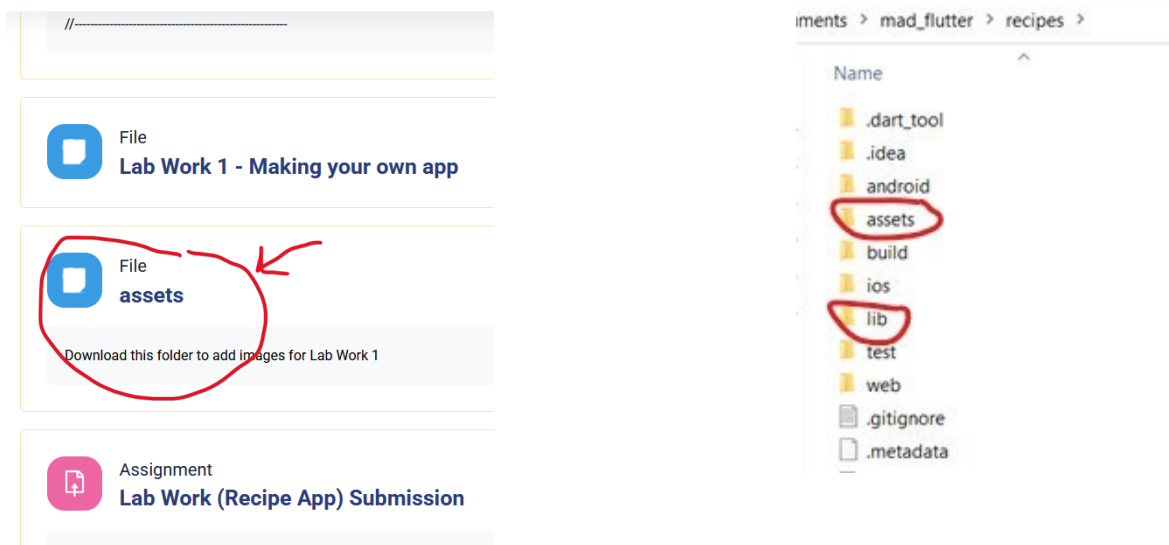 //--------------------------------------------------------
File
Lab Work 1 - Making your own app
File
assets
Download this folder to add images for Lab Work 1
Assignment
Lab Work (Recipe App) Submission
uments > mad_flutter > recipes >
Name
.dart_tool
.idea
android
assets
build
ios
lib
test
web
.gitignore
.metadata